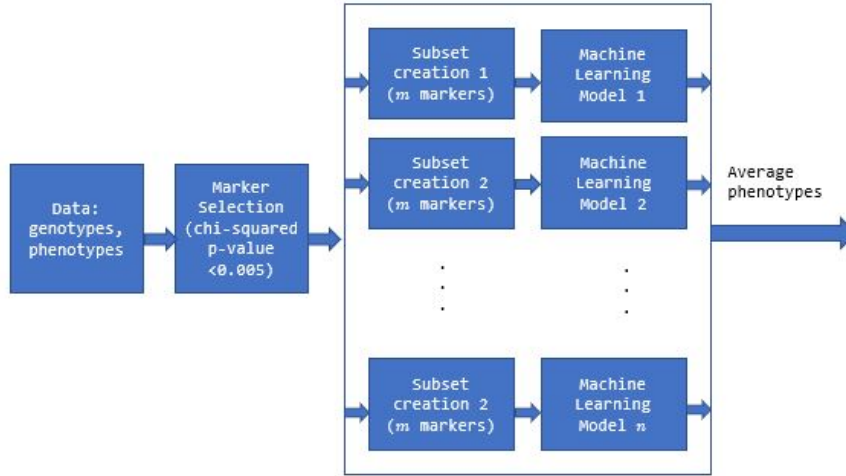 Data:
genotypes,
phenotypes
Marker
Selection
(chi-squared
p-value
<0.005)
Subset
creation 1
(m markers)
Machine
Learning
Model 1
Subset
creation 2
(m markers)
Machine
Learning
Model 2
Subset
creation 2
(m markers)
Machine
Learning
Model n
Average
phenotypes